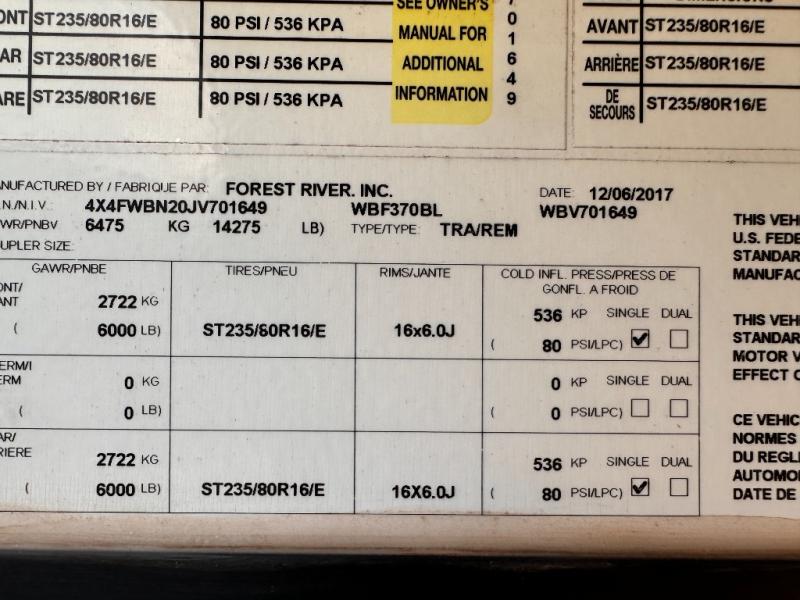 ONT ST235/80R16/E 80 PSI / 536 KPA
AR ST235/80R16/E 80 PSI / 536 KPA
ARE ST235/80R16/E 80 PSI / 536 KPA
SEE OWNER'S
MANUAL FOR
ADDITIONAL
INFORMATION
0
1
6
4
9
AVANT ST235/80R16/E
ARRIÈRE ST235/80R16/E
DE SECOURS ST235/80R16/E
NUFACTURED BY / FABRIQUE PAR: FOREST RIVER. INC. DATE: 12/06/2017
.N./N.I.V.: 4X4FWBN20JV701649 WBF370BL WBV701649
WR/PNBV 6475 KG 14275 LB) TYPE/TYPE: TRA/REM
UPLER SIZE:
GAWR/PNBE TIRES/PNEU RIMS/JANTE COLD INFL. PRESS/PRESS DE
GONFL. A FROID
ONT/
ANT 2722 KG 536 KP SINGLE DUAL
( 6000 LB) ST235/80R16/E 16x6.0J ( 80 PSI/LPC)
ERM/I
ERM 0 KG 0 KP SINGLE DUAL
( 0 LB) ( 0 PSI/LPC)
AR/
RIERE 2722 KG 536 KP SINGLE DUAL
( 6000 LB) ST235/80R16/E 16X6.0J ( 80 PSI/LPC)
THIS VEH
U.S. FEDE
STANDAR
MANUFAC
THIS VEH
STANDAR
MOTOR V
EFFECT O
CE VEHIC
NORMES
DU REGLE
AUTOMO
DATE DE